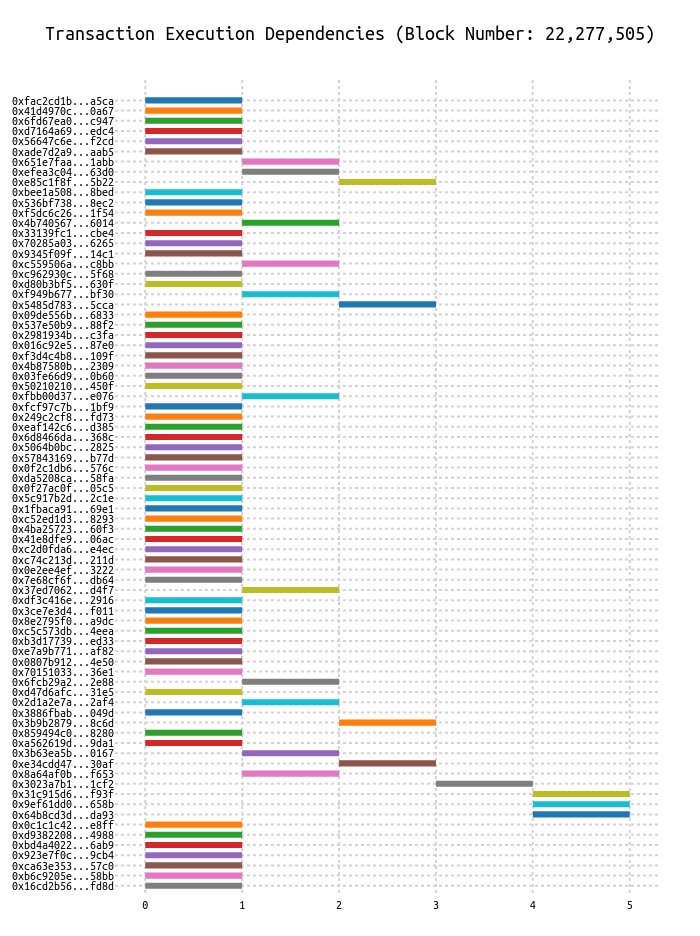 Transaction Execution Dependencies (Block Number: 22,277,505)
0xfac2cd1b...a5ca
0x41d4970c...0a67
0x6fd67ea0...c947
0xd7164a69...edc4
0x56647c6e...f2cd
0xade7d2a9...aab5
0x651e7faa...1abb
0xefea3c04...63d0
0xe85c1f8f...5b22
0xbee1a508...8bed
0x536bf738...8ec2
0xf5dc6c26...1f54
0x4b740567...6014
0x33139fc1...cbe4
0x70285a03...6265
0x9345f09f...14c1
0xc559506a...c8bb
0xc962930c...5f68
0xd80b3bf5...630f
0xf949b677...bf30
0x5485d783...5cca
0x09de556b...6833
0x537e50b9...88f2
0x2981934b...c3fa
0x016c92e5...87e0
0xf3d4c4b8...109f
0x4b87580b...2309
0x03fe66d9...0b60
0x50210210...450f
0xfbb00d37...e076
0xfcf97c7b...1bf9
0x249c2cf8...fd73
0xeaf142c6...d385
0x6d8466da...368c
0x5064b0bc...2825
0x57843169...b77d
0x0f2c1db6...576c
0xda5208ca...58fa
0x0f27ac0f...05c5
0x5c917b2d...2c1e
0x1fbaca91...69e1
0xc52ed1d3...8293
0x4ba25723...60f3
0x41e8dfe9...06ac
0xc2d0fda6...e4ec
0xc74c213d...211d
0x0e2ee4ef...3222
0x7e68cf6f...db64
0x37ed7062...d4f7
0xdf3c416e...2916
0x3ce7e3d4...f011
0x8e2795f0...a9dc
0xc5c573db...4eea
0xb3d17739...ed33
0xe7a9b771...af82
0x0807b912...4e50
0x70151033...36e1
0x6fcb29a2...2e88
0xd47d6afc...31e5
0x2d1a2e7a...2af4
0x3886fbab...049d
0x3b9b2879...8c6d
0x859494c0...8280
0xa562619d...9da1
0x3b63ea5b...0167
0xe34cdd47...30af
0x8a64af0b...f653
0x3023a7b1...1cf2
0x31c915d6...f93f
0x9ef61dd0...658b
0x64b8cd3d...da93
0x0c1c1c42...e8ff
0xd9382208...4988
0xbd4a4022...6ab9
0x923e7f0c...9cb4
0xca63e353...57c0
0xb6c9205e...58bb
0x16cd2b56...fd8d
0 1 2 3 4 5